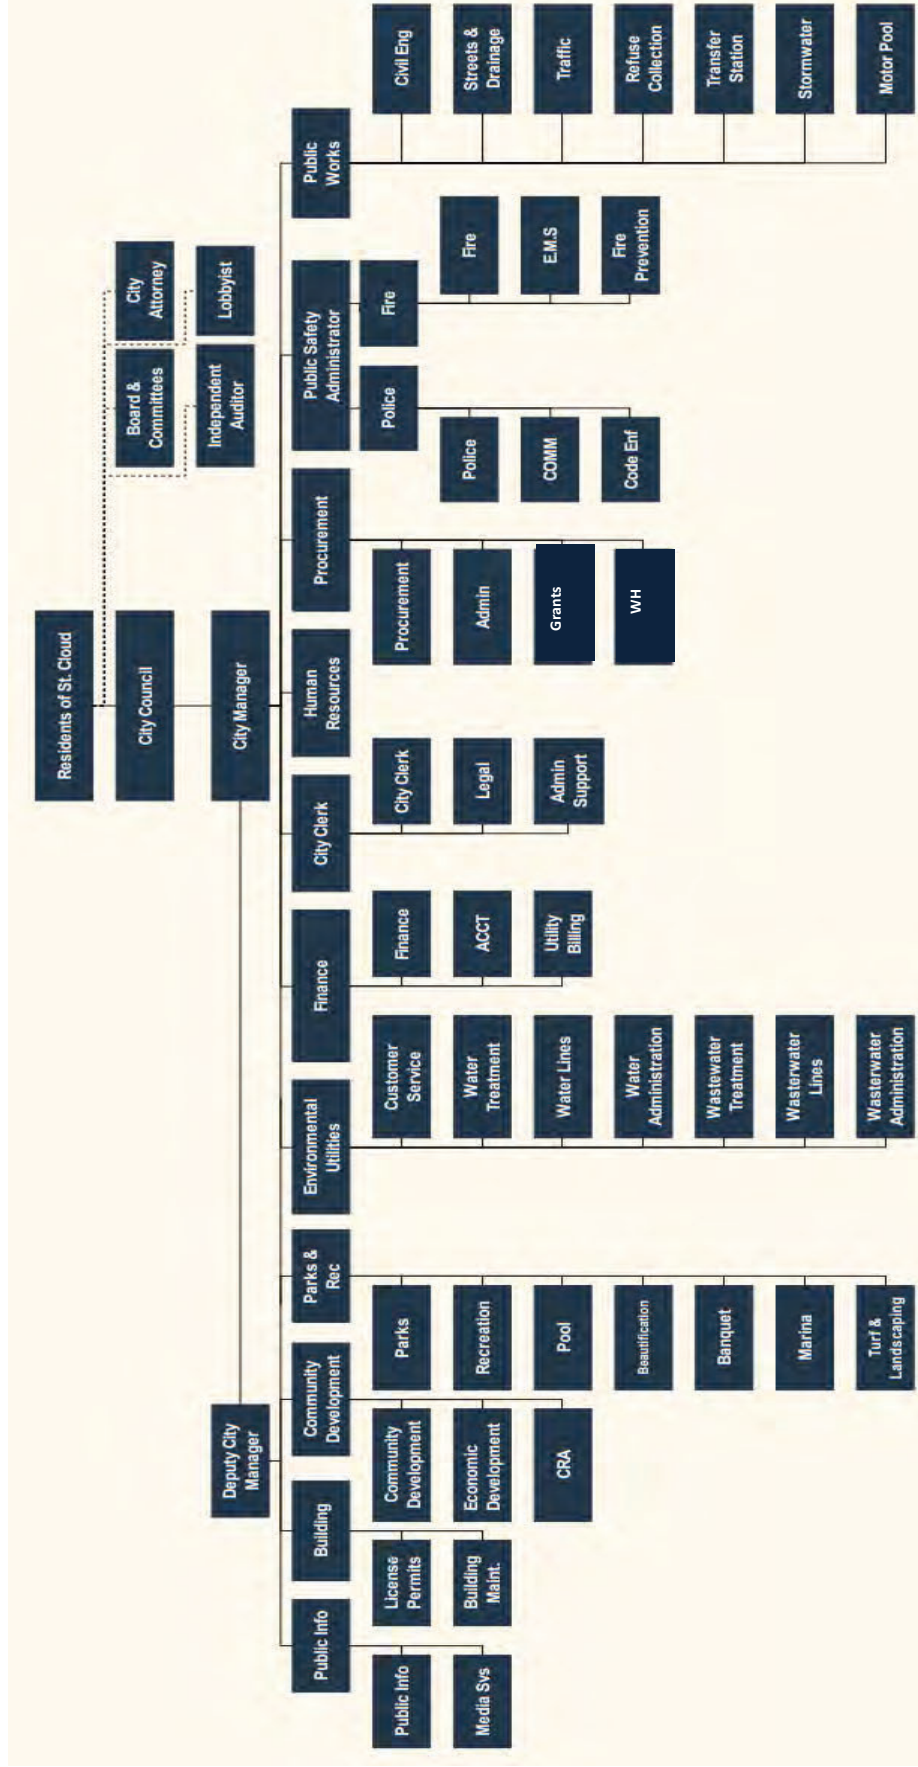 Residents of St. Cloud
City Council
Board &
Committees
City
Attorney
Independent
Auditor
Lobbyist
Deputy City
Manager
City Manager
Public Info
Building
Community
Development
Parks &
Rec
Environmental
Utilities
Finance
City Clerk
Human
Resources
Procurement
Public Safety
Administrator
Public
Works
Police
Fire
Public Info
Media Svs
License
Permits
Building
Maint.
Community
Development
Economic
Development
CRA
Parks
Recreation
Pool
Beautification
Banquet
Marina
Turf &
Landscaping
Customer
Service
Water
Treatment
Water Lines
Water
Administration
Wastewater
Treatment
Wasterwater
Lines
Wasterwater
Administration
Finance
ACCT
Utility
Billing
City Clerk
Legal
Admin
Support
Procurement
Admin
Grants
WH
Police
COMM
Code Enf
Fire
E.M.S
Fire
Prevention
Civil Eng
Streets &
Drainage
Traffic
Refuse
Collection
Transfer
Station
Stormwater
Motor Pool